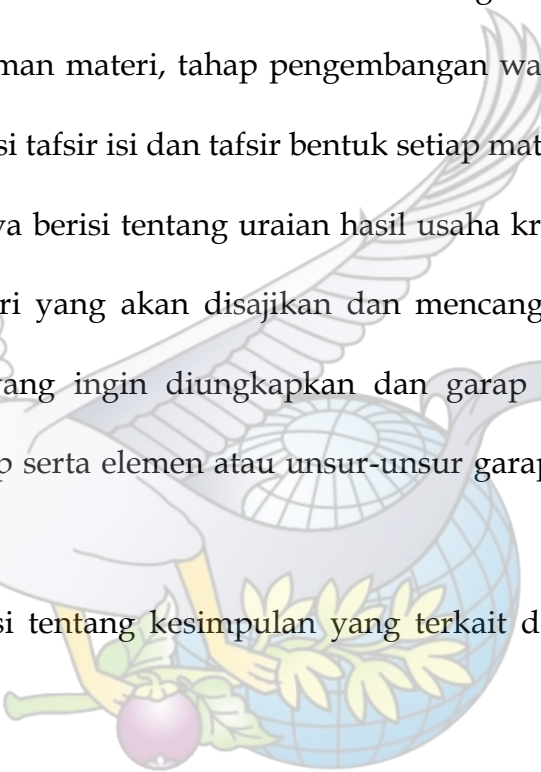 man materi, tahap pengembangan wa
si tafsir isi dan tafsir bentuk setiap mat
berisi tentang uraian hasil usaha kr
ri yang akan disajikan dan mencang
yang ingin diungkapkan dan garap
p serta elemen atau unsur-unsur garap
si tentang kesimpulan yang terkait d